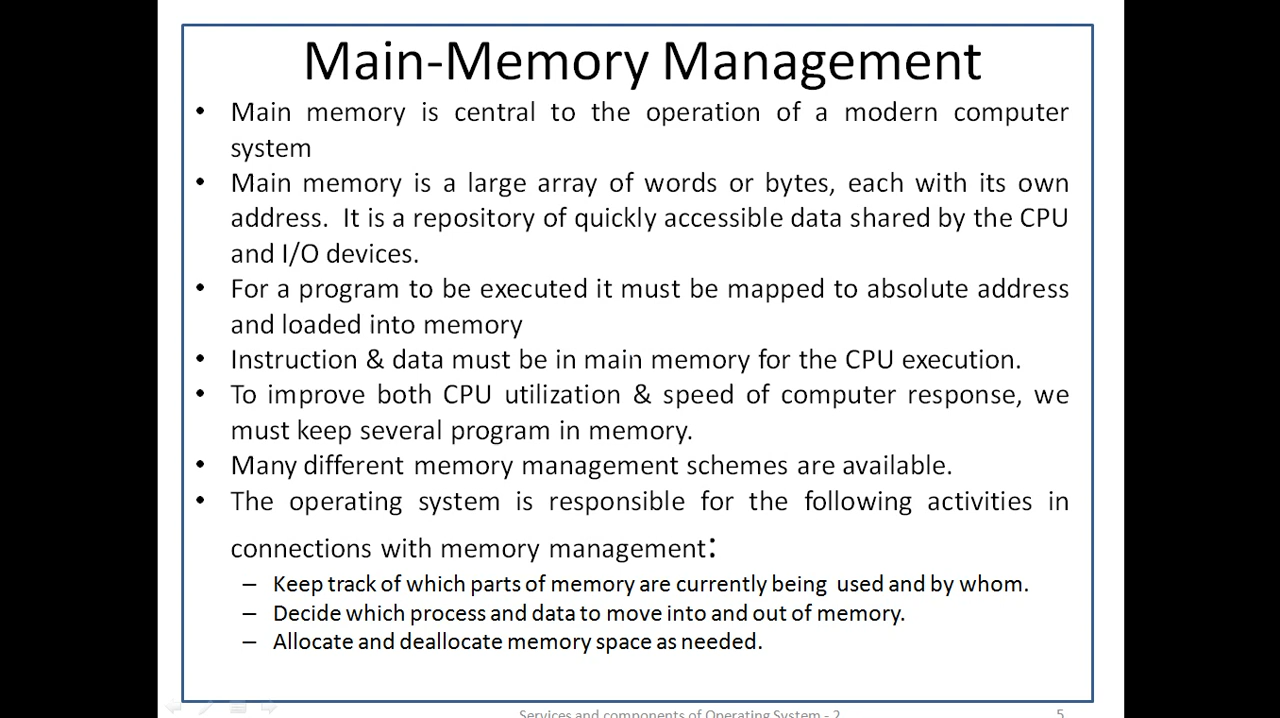 Main-Memory Management
• Main memory is central to the operation of a modern computer
system
• Main memory is a large array of words or bytes, each with its own
address. It is a repository of quickly accessible data shared by the CPU
and I/O devices.
• For a program to be executed it must be mapped to absolute address
and loaded into memory
• Instruction & data must be in main memory for the CPU execution.
• To improve both CPU utilization & speed of computer response, we
must keep several program in memory.
• Many different memory management schemes are available.
• The operating system is responsible for the following activities in
connections with memory management:
– Keep track of which parts of memory are currently being used and by whom.
– Decide which process and data to move into and out of memory.
– Allocate and deallocate memory space as needed.
Services and components of Operating System - 2 5